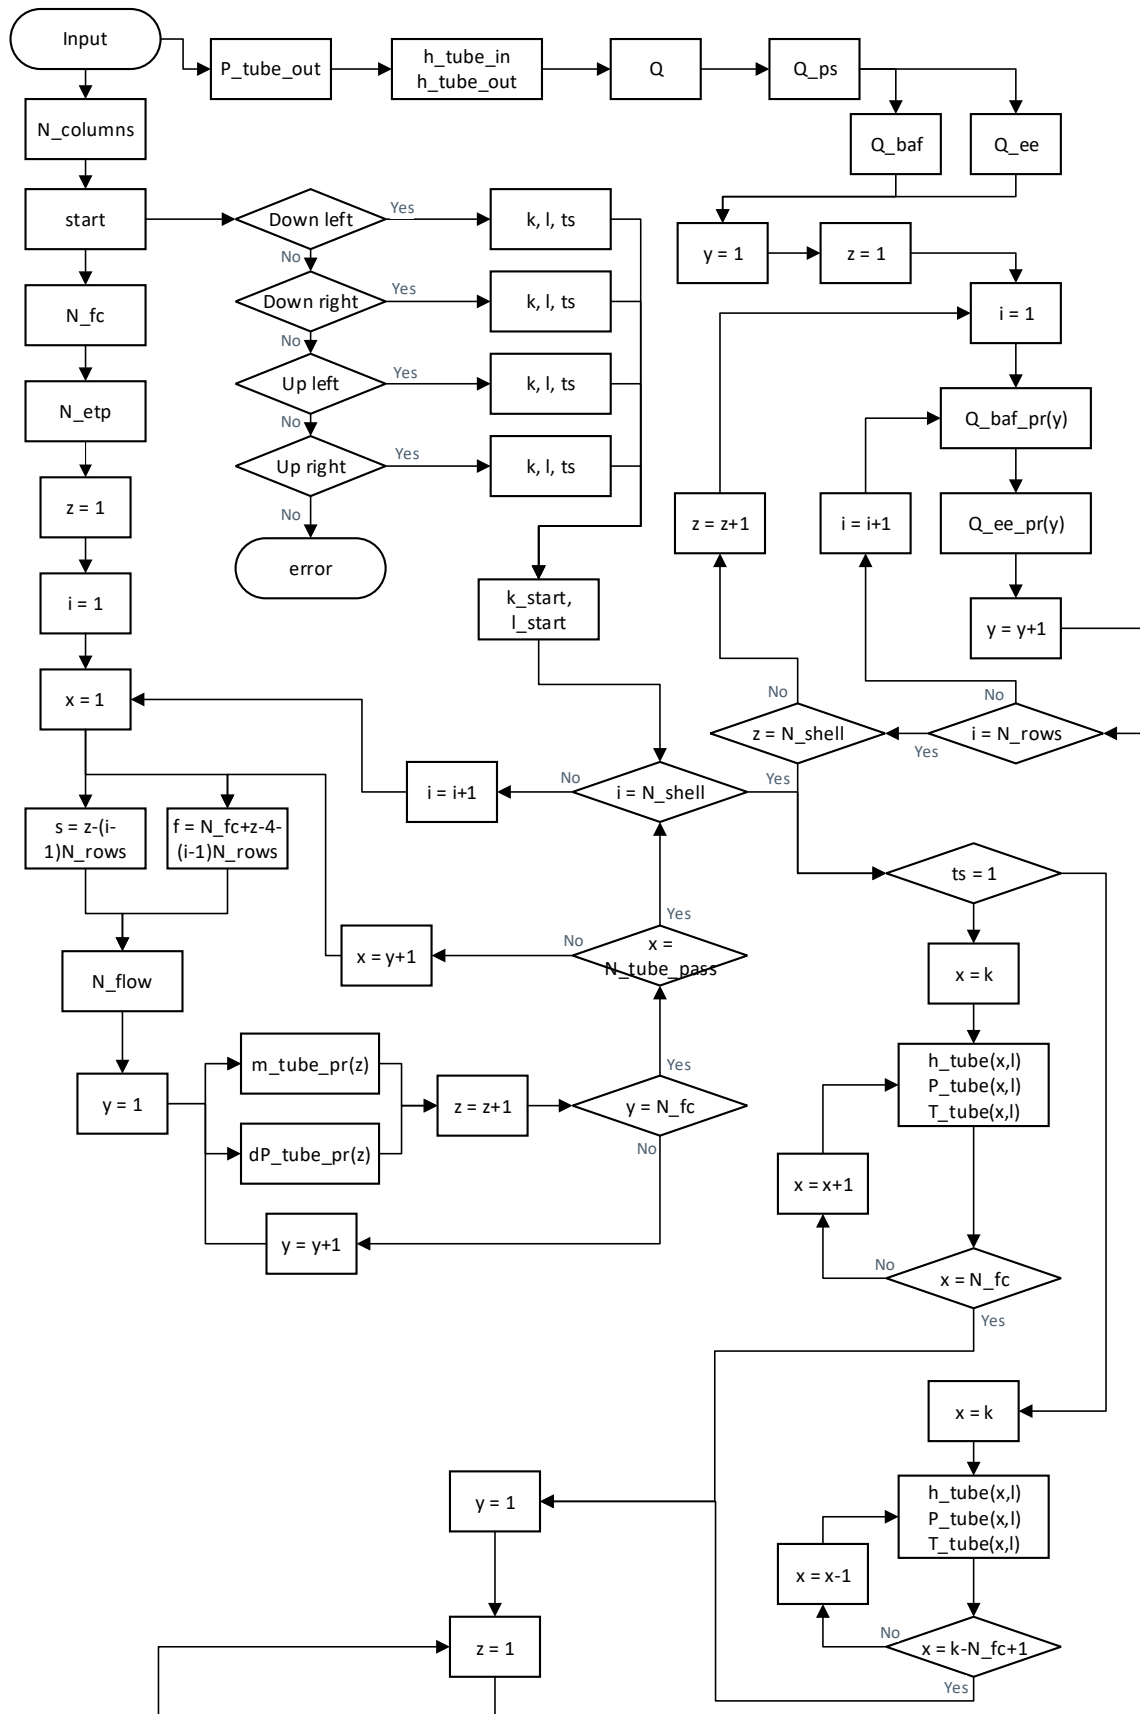 Input
P_tube_out
h_tube_in
h_tube_out
Q
Q_ps
N_columns
Q_baf
Q_ee
start
Down left
Yes
k, l, ts
No
y = 1
z = 1
N_fc
Down right
Yes
k, l, ts
No
i = 1
N_etp
Up left
Yes
k, l, ts
No
Q_baf_pr(y)
Up right
Yes
k, l, ts
No
z = 1
z = z+1
i = i+1
Q_ee_pr(y)
error
i = 1
k_start,
l_start
y = y+1
x = 1
No
z = N_shell
Yes
No
i = N_rows
Yes
i = i+1
No
i = N_shell
Yes
s = z-(i-
1)N_rows
f = N_fc+z-4-
(i-1)N_rows
ts = 1
Yes
x = y+1
No
x =
N_tube_pass
N_flow
x = k
m_tube_pr(z)
h_tube(x,l)
P_tube(x,l)
T_tube(x,l)
Yes
y = 1
z = z+1
y = N_fc
No
dP_tube_pr(z)
x = x+1
y = y+1
No
x = N_fc
Yes
x = k
y = 1
h_tube(x,l)
P_tube(x,l)
T_tube(x,l)
x = x-1
z = 1
No
x = k-N_fc+1
Yes